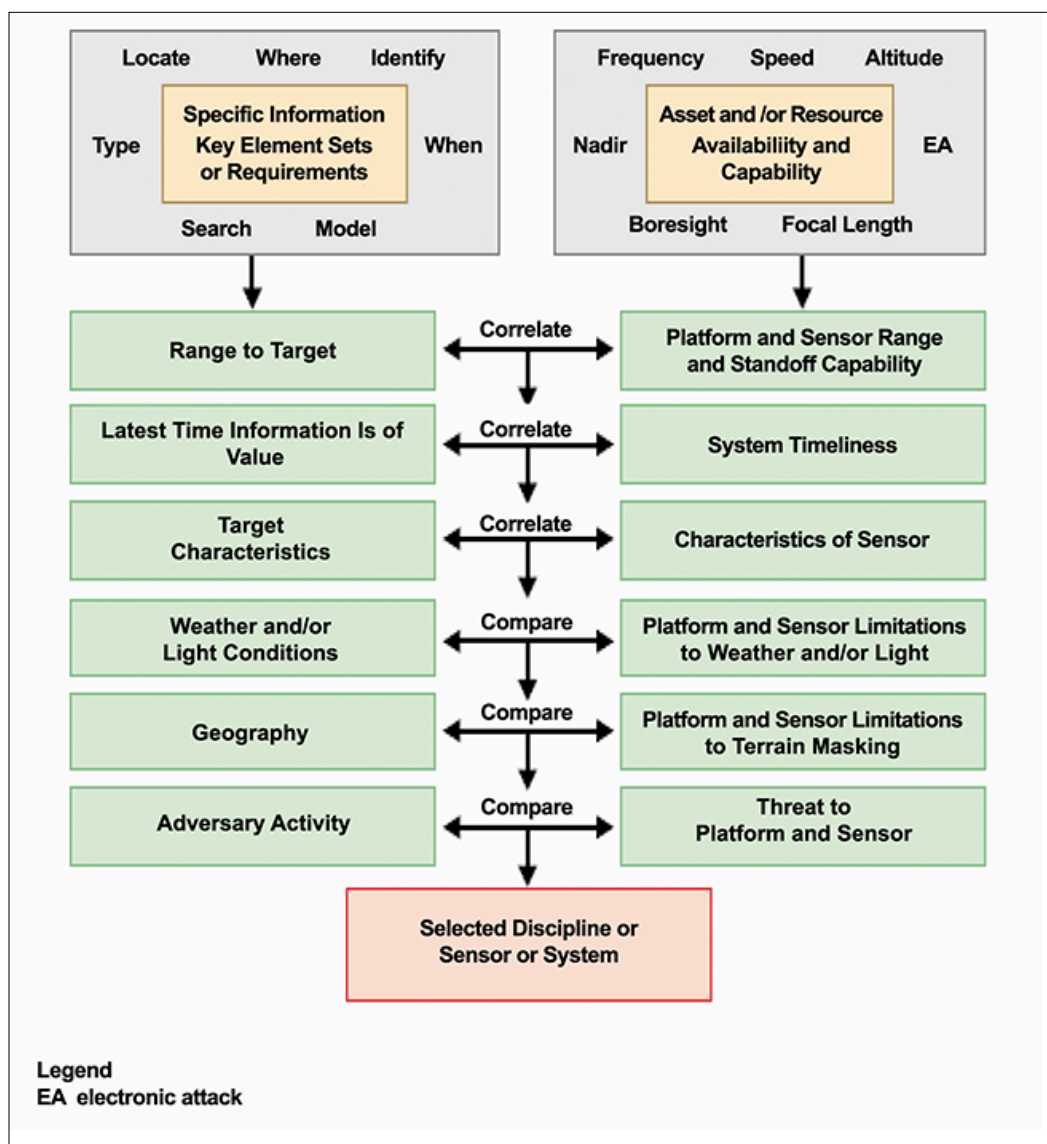 Locate Where Identify
Specific Information
Key Element Sets
or Requirements
Type
When
Search Model
Frequency Speed Altitude
Asset and /or Resource
Availabiliity and
Capability
Nadir
EA
Boresight Focal Length
Range to Target
Correlate
Platform and Sensor Range
and Standoff Capability
Latest Time Information Is of
Value
Correlate
System Timeliness
Target
Characteristics
Correlate
Characteristics of Sensor
Weather and/or
Light Conditions
Compare
Platform and Sensor Limitations
to Weather and/or Light
Geography
Compare
Platform and Sensor Limitations
to Terrain Masking
Adversary Activity
Compare
Threat to
Platform and Sensor
Selected Discipline or
Sensor or System
Legend
EA electronic attack